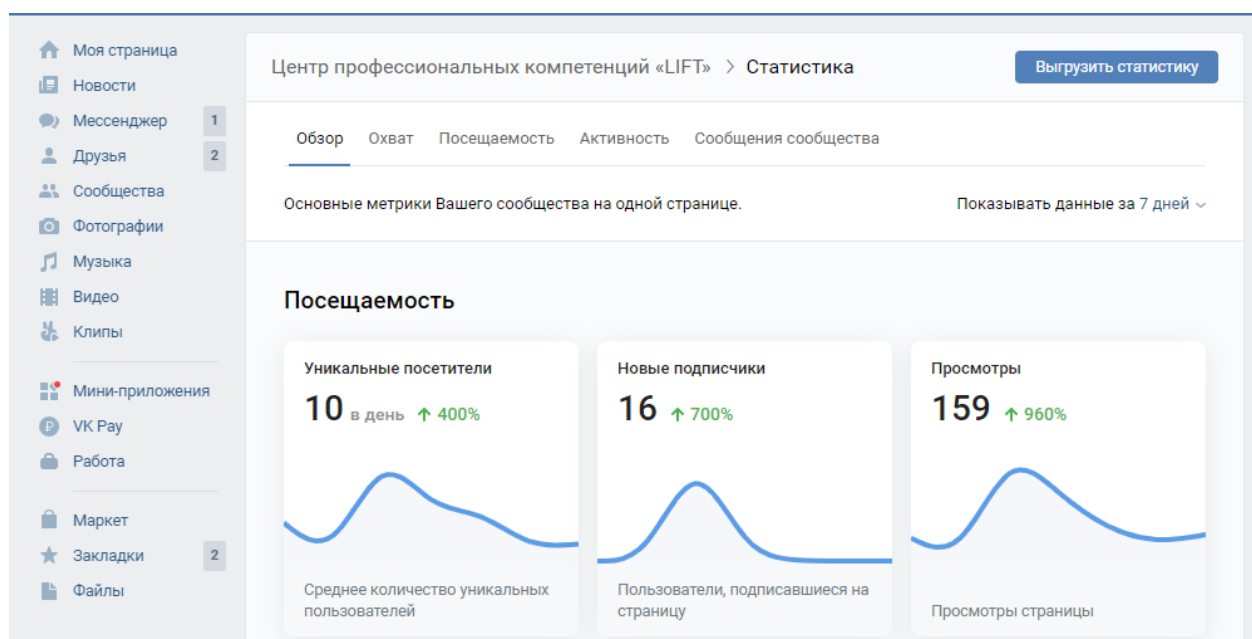 Моя страница
Новости
Мессенджер 1
Друзья 2
Сообщества
Фотографии
Музыка
Видео
Клипы
Мини-приложения
VK Pay
Работа
Маркет
Закладки 2
Файлы
Центр профессиональных компетенций «LIFT» > Статистика
Выгрузить статистику
Обзор Охват Посещаемость Активность Сообщения сообщества
Основные метрики Вашего сообщества на одной странице.
Показывать данные за 7 дней
Посещаемость
Уникальные посетители
10 в день ↑ 400%
Среднее количество уникальных
пользователей
Новые подписчики
16 ↑ 700%
Пользователи, подписавшиеся на
страницу
Просмотры
159 ↑ 960%
Просмотры страницы